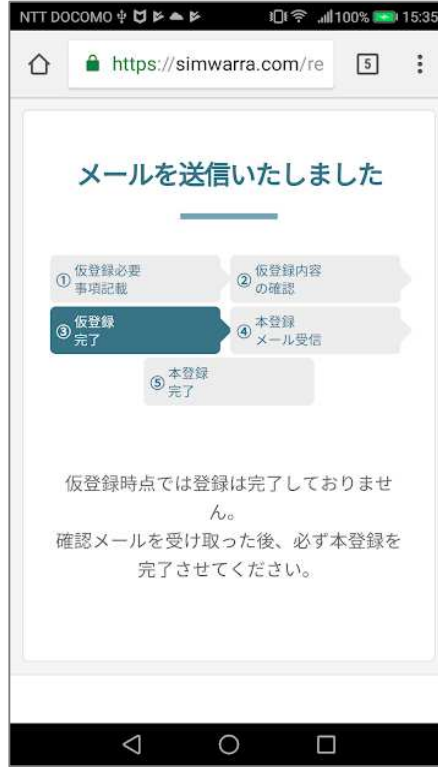 NTT DOCOMO 100% 15:35
https://simwarra.com/re 5
メールを送信いたしました
① 仮登録必要
事項記載
② 仮登録内容
の確認
③ 仮登録
完了
④ 本登録
メール受信
⑤ 本登録
完了
仮登録時点では登録は完了しておりませ
ん。
確認メールを受け取った後、必ず本登録を
完了させてください。